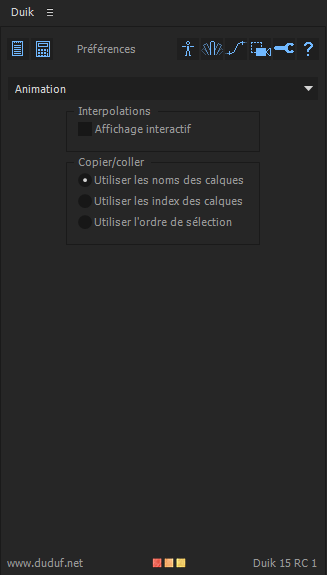 Duik
Préférences
?
Animation
Interpolations
Affichage interactif
Copier/coller
Utiliser les noms des calques
Utiliser les index des calques
Utiliser l'ordre de sélection
www.duduf.net
Duik 15 RC 1